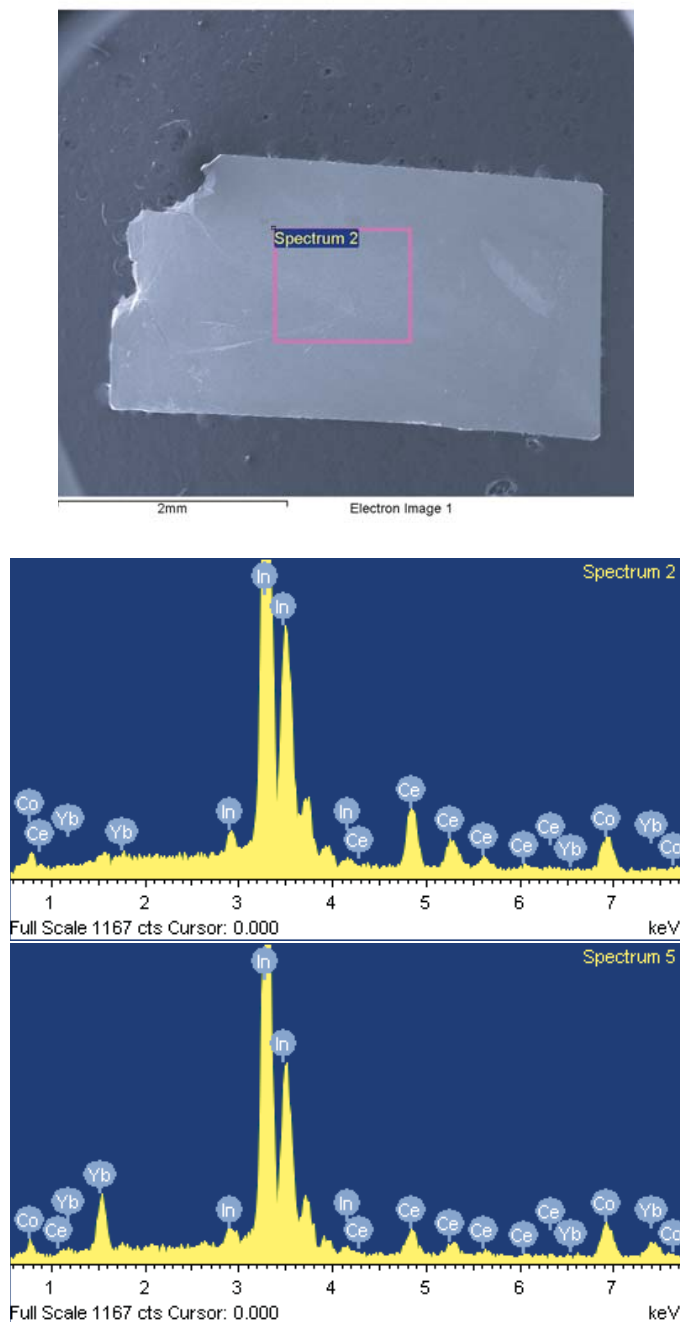 Spectrum 2
2mm Electron Image 1
Spectrum 2
In
In
Co Ce Yb Yb In In Ce Ce Ce Ce Ce Ce Yb Co Yb Co
1 2 3 4 5 6 7
Full Scale 1167 cts Cursor: 0.000 keV
Spectrum 5
In
In
Co Ce Yb Yb In In Ce Ce Ce Ce Ce Ce Yb Co Yb Co
1 2 3 4 5 6 7
Full Scale 1167 cts Cursor: 0.000 keV